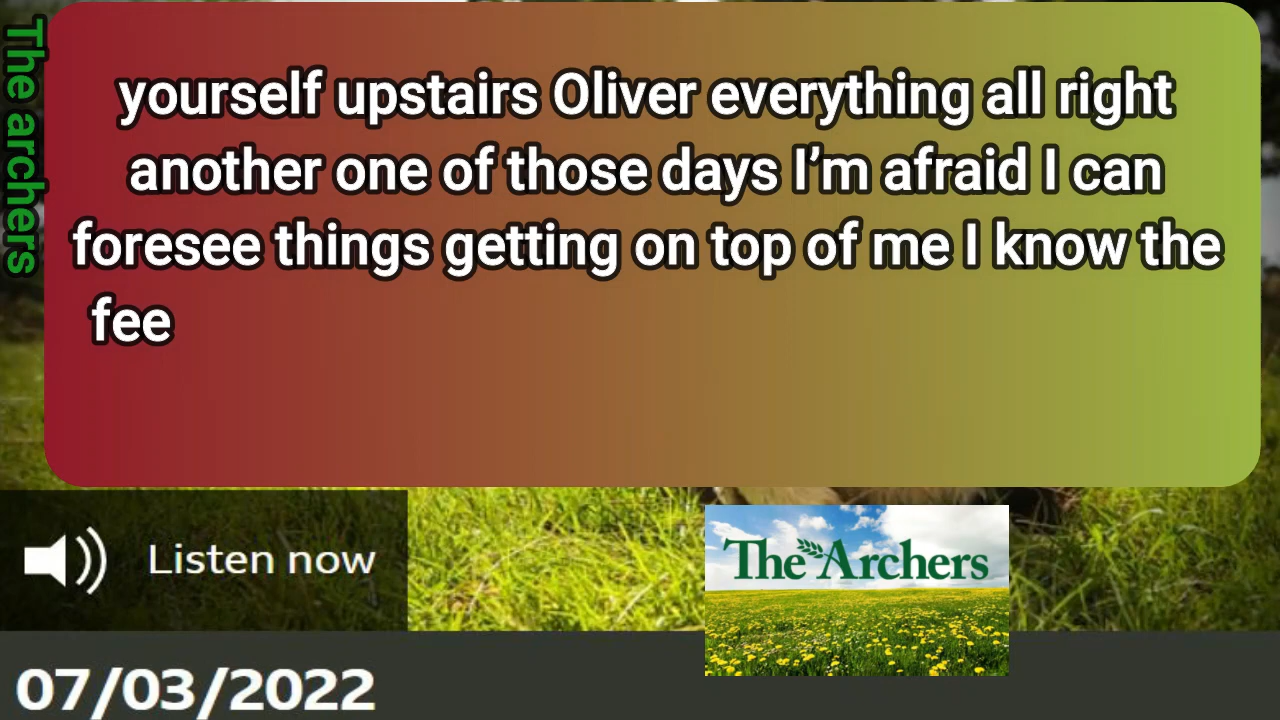 The archers
yourself upstairs Oliver everything all right
another one of those days I’m afraid I can
foresee things getting on top of me I know the
fee
Listen now
The Archers
07/03/2022